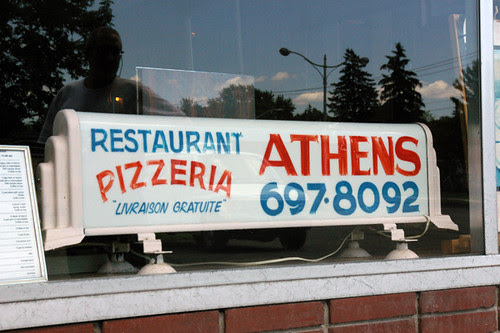 RESTAURANT
PIZZERIA
"LIVRAISON GRATUITE"
ATHENS
697-8092